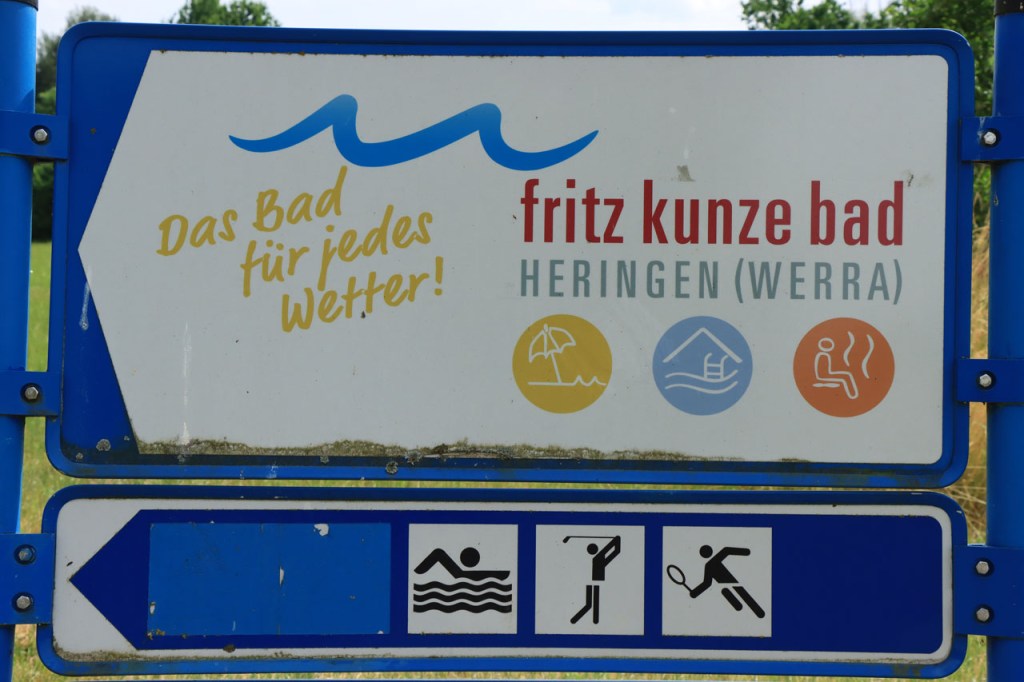 Das Bad
für jedes
Wetter!
fritz kunze bad
HERINGEN (WERRA)